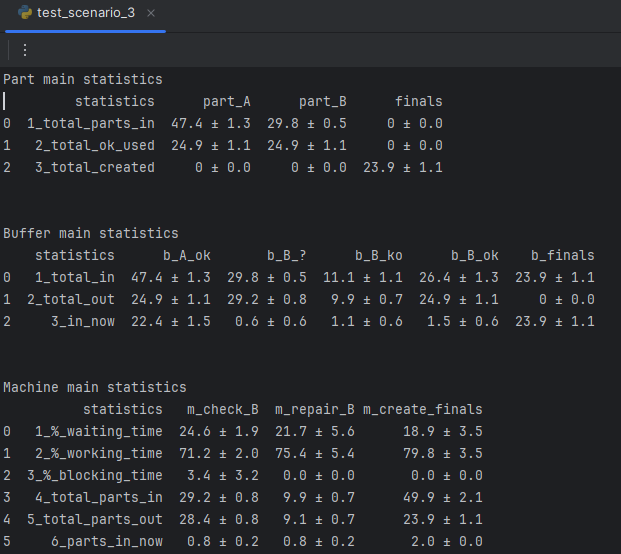 test_scenario_3
Part main statistics
statistics part_A part_B finals
0 1_total_parts_in 47.4 ± 1.3 29.8 ± 0.5 0 ± 0.0
1 2_total_ok_used 24.9 ± 1.1 24.9 ± 1.1 0 ± 0.0
2 3_total_created 0 ± 0.0 0 ± 0.0 23.9 ± 1.1
Buffer main statistics
statistics b_A_ok b_B_? b_B_ko b_B_ok b_finals
0 1_total_in 47.4 ± 1.3 29.8 ± 0.5 11.1 ± 1.1 26.4 ± 1.3 23.9 ± 1.1
1 2_total_out 24.9 ± 1.1 29.2 ± 0.8 9.9 ± 0.7 24.9 ± 1.1 0 ± 0.0
2 3_in_now 22.4 ± 1.5 0.6 ± 0.6 1.1 ± 0.6 1.5 ± 0.6 23.9 ± 1.1
Machine main statistics
statistics m_check_B m_repair_B m_create_finals
0 1_%_waiting_time 24.6 ± 1.9 21.7 ± 5.6 18.9 ± 3.5
1 2_%_working_time 71.2 ± 2.0 75.4 ± 5.4 79.8 ± 3.5
2 3_%_blocking_time 3.4 ± 3.2 0.0 ± 0.0 0.0 ± 0.0
3 4_total_parts_in 29.2 ± 0.8 9.9 ± 0.7 49.9 ± 2.1
4 5_total_parts_out 28.4 ± 0.8 9.1 ± 0.7 23.9 ± 1.1
5 6_parts_in_now 0.8 ± 0.2 0.8 ± 0.2 2.0 ± 0.0